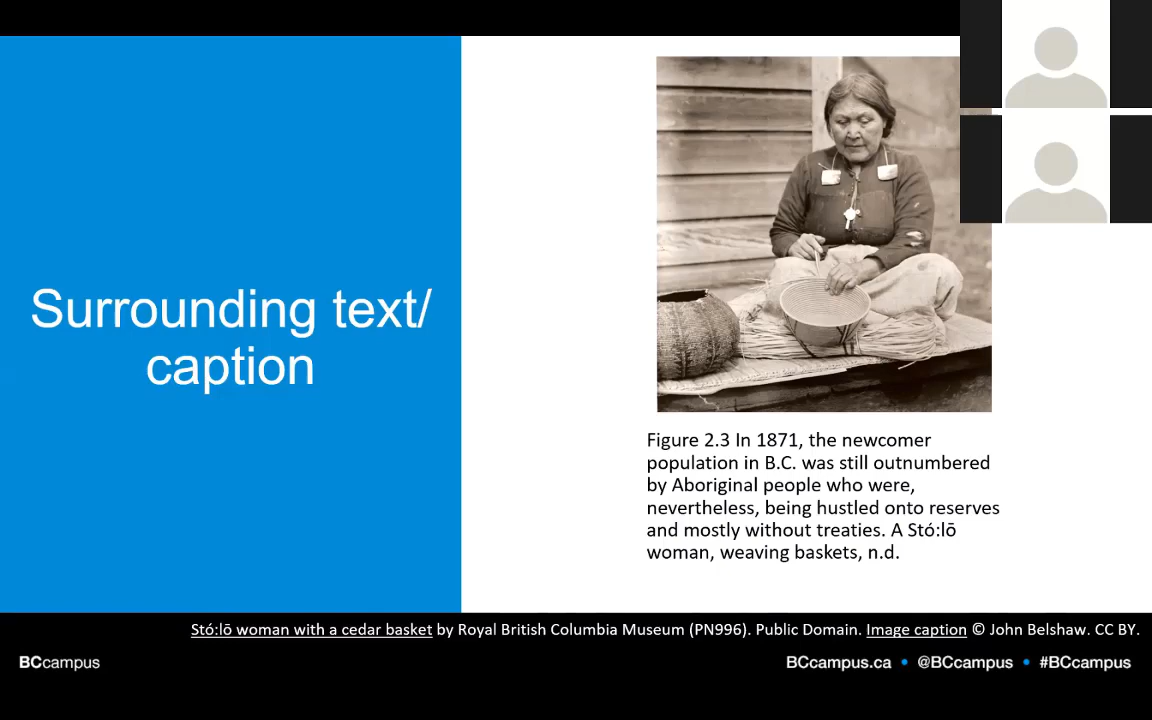 Surrounding text/
caption
Figure 2.3 In 1871, the newcomer
population in B.C. was still outnumbered
by Aboriginal people who were,
nevertheless, being hustled onto reserves
and mostly without treaties. A Stó:lō
woman, weaving baskets, n.d.
Stó:lō woman with a cedar basket by Royal British Columbia Museum (PN996). Public Domain. Image caption © John Belshaw. CC BY.
BCcampus
BCcampus.ca • @BCcampus • #BCcampus